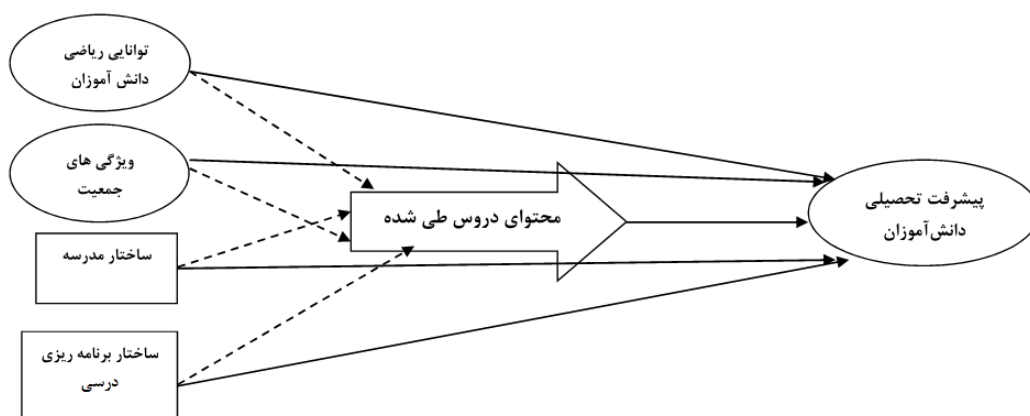 توانایی ریاضی
دانش آموزان
ویژگی های
جمعیت
ساختار مدرسه
ساختار برنامه ریزی
درسی
محتوای دروس طی شده
پیشرفت تحصیلی
دانش‌آموزان